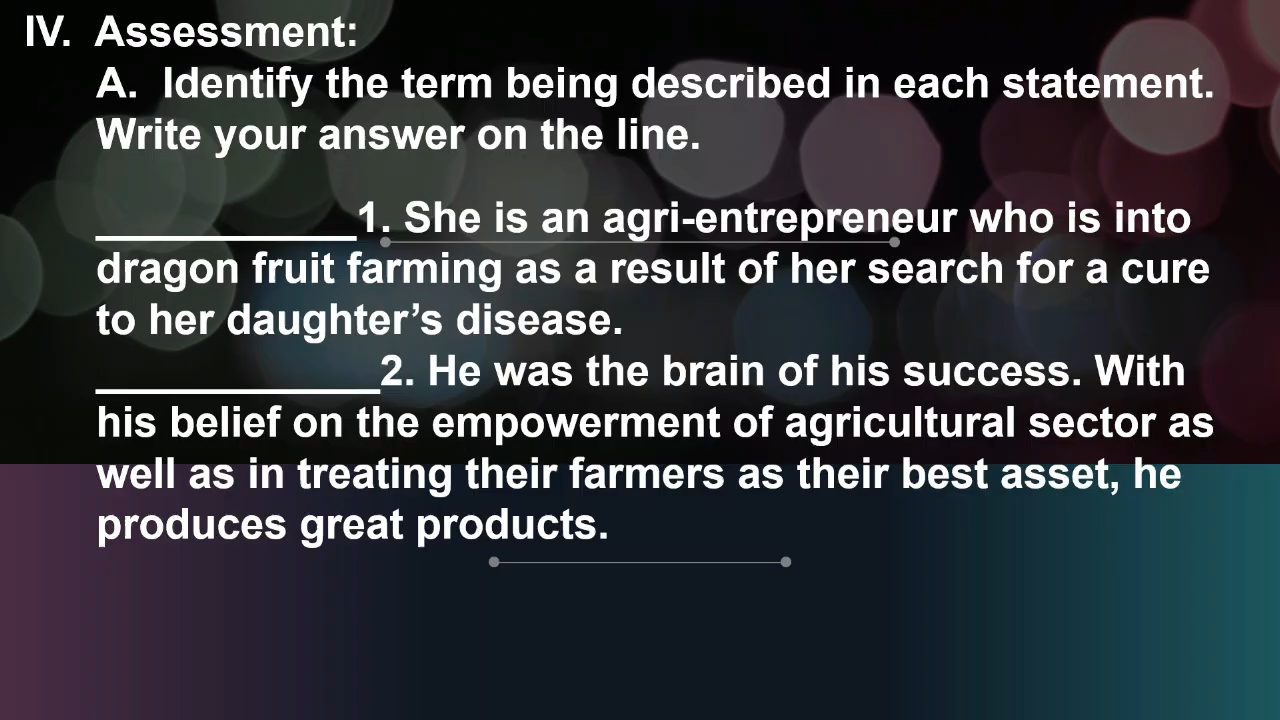 IV. Assessment:
A. Identify the term being described in each statement.
Write your answer on the line.
___________1. She is an agri-entrepreneur who is into
dragon fruit farming as a result of her search for a cure
to her daughter’s disease.
____________2. He was the brain of his success. With
his belief on the empowerment of agricultural sector as
well as in treating their farmers as their best asset, he
produces great products.